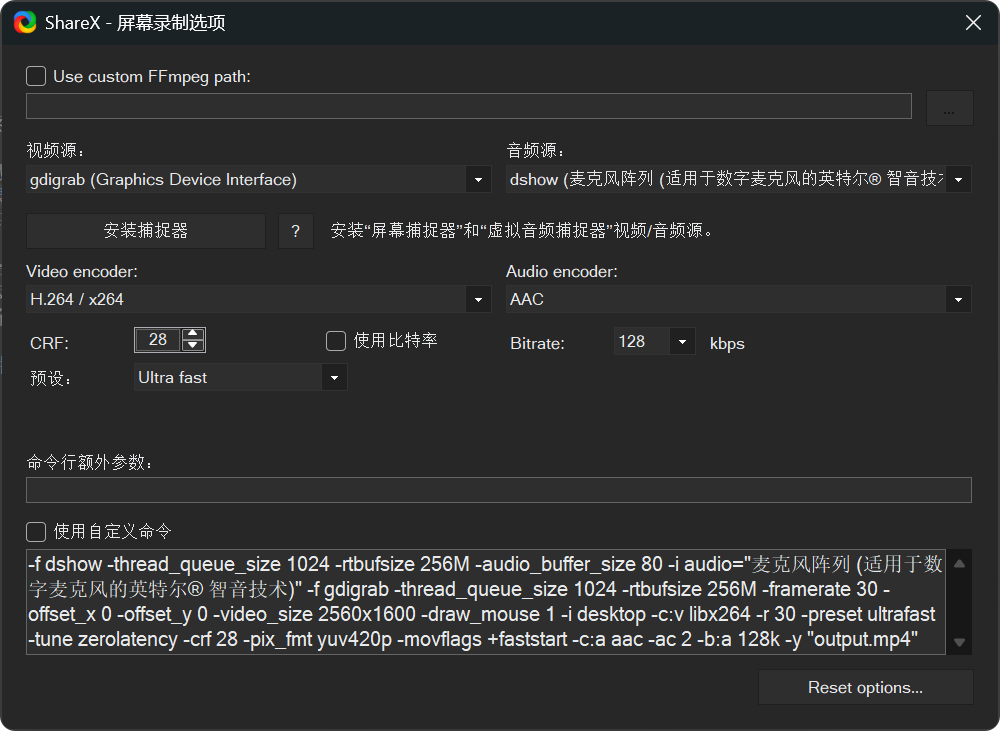 ShareX - 屏幕录制选项
Use custom FFmpeg path:
...
视频源：
音频源：
gdigrab (Graphics Device Interface)
dshow (麦克风阵列 (适用于数字麦克风的英特尔® 智音技
安装捕捉器
?
安装“屏幕捕捉器”和“虚拟音频捕捉器”视频/音频源。
Video encoder:
Audio encoder:
H.264 / x264
AAC
CRF:
28
使用比特率
Bitrate:
128
kbps
预设：
Ultra fast
命令行额外参数：
使用自定义命令
-f dshow -thread_queue_size 1024 -rtbufsize 256M -audio_buffer_size 80 -i audio="麦克风阵列 (适用于数
字麦克风的英特尔® 智音技术)" -f gdigrab -thread_queue_size 1024 -rtbufsize 256M -framerate 30 -
offset_x 0 -offset_y 0 -video_size 2560x1600 -draw_mouse 1 -i desktop -c:v libx264 -r 30 -preset ultrafast
-tune zerolatency -crf 28 -pix_fmt yuv420p -movflags +faststart -c:a aac -ac 2 -b:a 128k -y "output.mp4"
Reset options...